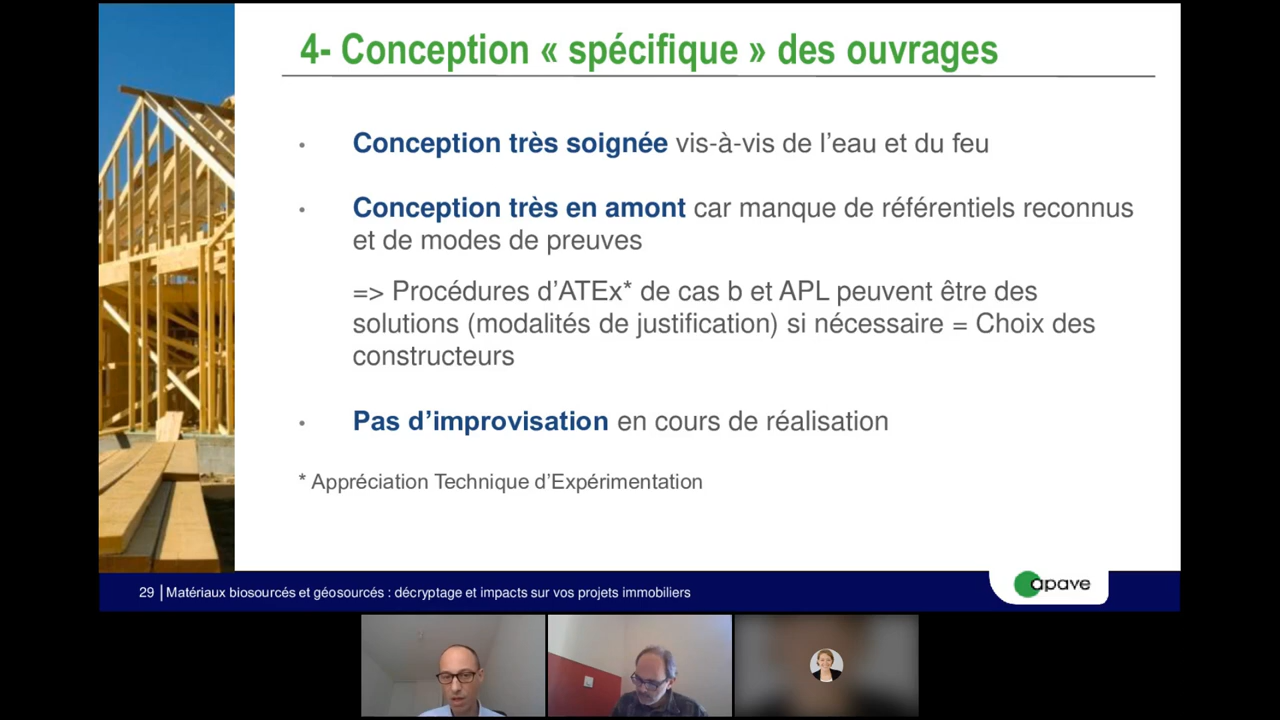 4- Conception « spécifique » des ouvrages
• Conception très soignée vis-à-vis de l’eau et du feu
• Conception très en amont car manque de référentiels reconnus
et de modes de preuves
=> Procédures d’ATEx* de cas b et APL peuvent être des
solutions (modalités de justification) si nécessaire = Choix des
constructeurs
• Pas d’improvisation en cours de réalisation
* Appréciation Technique d’Expérimentation
29 | Matériaux biosourcés et géosourcés : décryptage et impacts sur vos projets immobiliers
apave